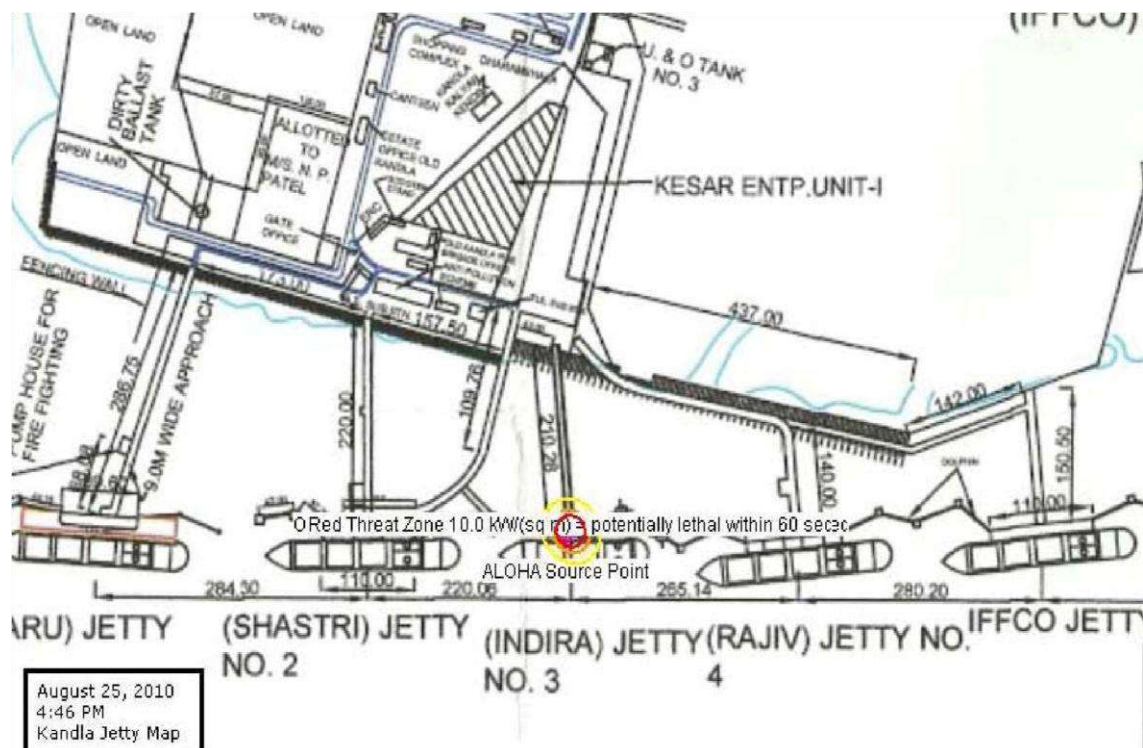 (IFFCO)
OPEN LAND
OPEN LAND
SHOPPING
COMPLEX
DHARAMSHALA
U. & O TANK
NO. 3
DIRTY
BALLAST
TANK
CANTEEN
ALLOTTED
TO
M/S. N. P.
PATEL
ESTATE
OFFICE OLD
KANDLA
OPEN LAND
KESAR ENTP.UNIT-I
GATE
OFFICE
FENCING WALL
157.50
437.00
PUMP HOUSE FOR
FIRE FIGHTING
286.75
9.0M WIDE APPROACH
220.00
109.76
210.28
142.00
140.00
DOLPHIN
150.50
110.00
Red Threat Zone 10.0 kW/(sq m) = potentially lethal within 60 sec
ALOHA Source Point
284.30
110.00
220.06
265.14
280.20
ARU) JETTY
(SHASTRI) JETTY
NO. 2
(INDIRA) JETTY
NO. 3
(RAJIV) JETTY NO.
4
IFFCO JETTY
August 25, 2010
4:46 PM
Kandla Jetty Map